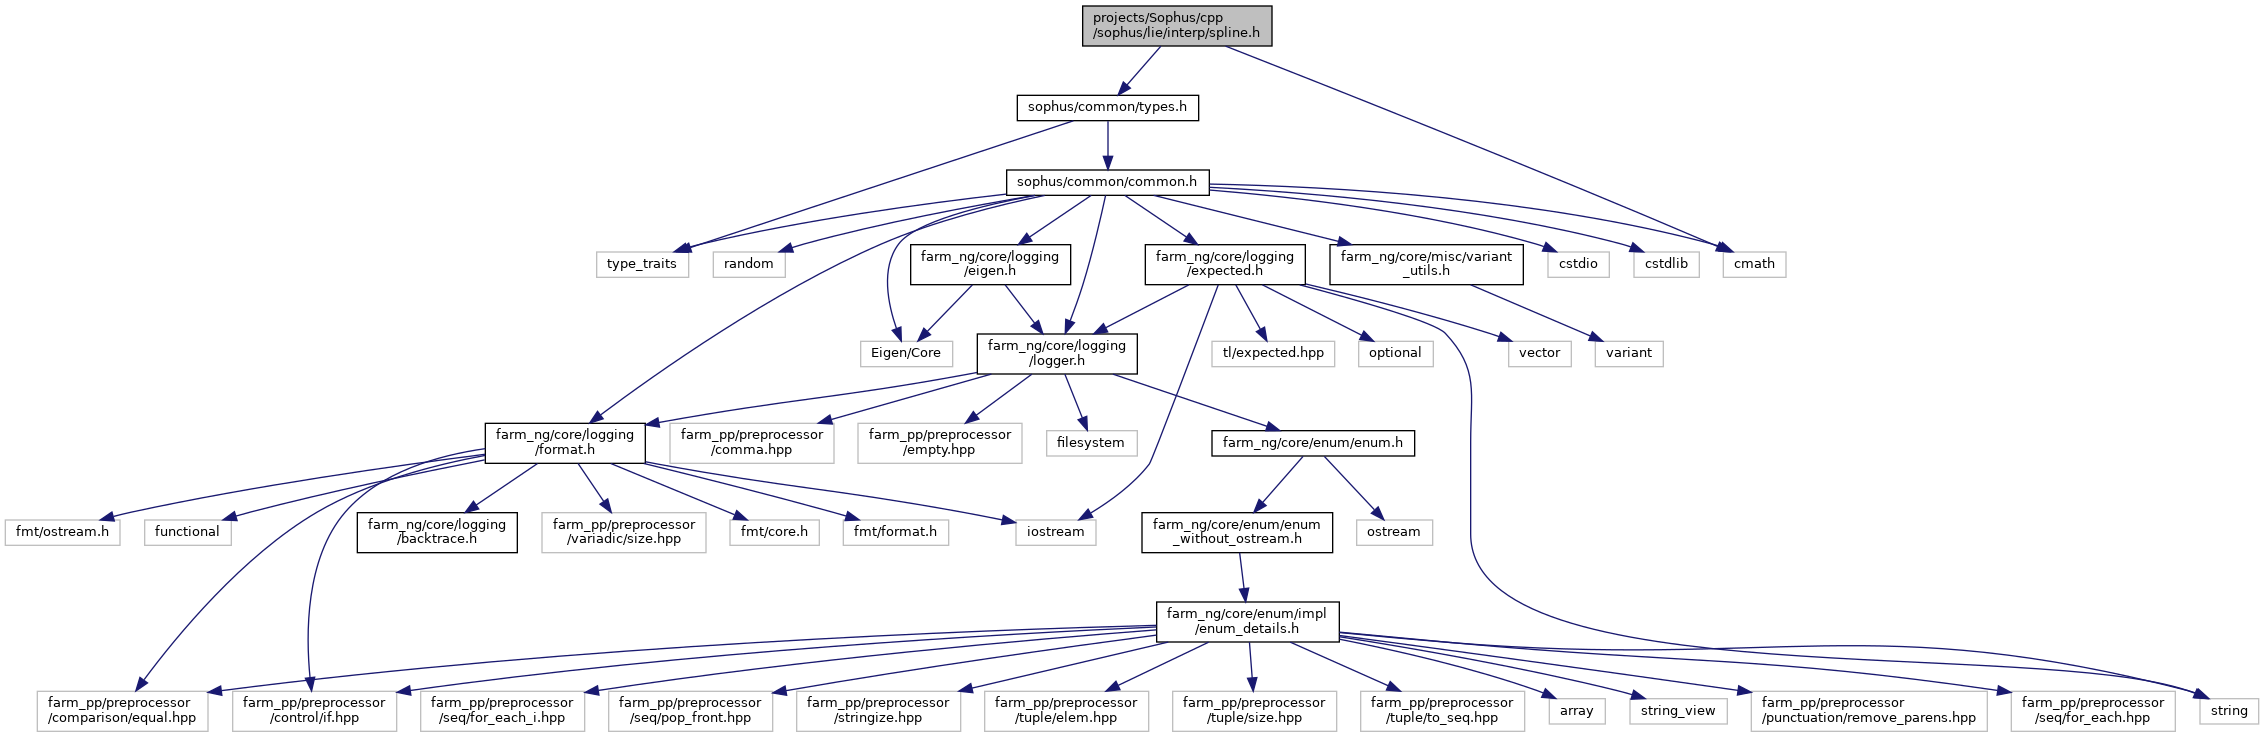 projects/Sophus/cpp
/sophus/lie/interp/spline.h
sophus/common/types.h
sophus/common/common.h
type_traits
random
farm_ng/core/logging
/eigen.h
farm_ng/core/logging
/expected.h
farm_ng/core/misc/variant
_utils.h
cstdio
cstdlib
cmath
Eigen/Core
farm_ng/core/logging
/logger.h
tl/expected.hpp
optional
vector
variant
farm_ng/core/logging
/format.h
farm_pp/preprocessor
/comma.hpp
farm_pp/preprocessor
/empty.hpp
filesystem
farm_ng/core/enum/enum.h
fmt/ostream.h
functional
farm_ng/core/logging
/backtrace.h
farm_pp/preprocessor
/variadic/size.hpp
fmt/core.h
fmt/format.h
iostream
farm_ng/core/enum/enum
_without_ostream.h
ostream
farm_ng/core/enum/impl
/enum_details.h
farm_pp/preprocessor
/comparison/equal.hpp
farm_pp/preprocessor
/control/if.hpp
farm_pp/preprocessor
/seq/for_each_i.hpp
farm_pp/preprocessor
/seq/pop_front.hpp
farm_pp/preprocessor
/stringize.hpp
farm_pp/preprocessor
/tuple/elem.hpp
farm_pp/preprocessor
/tuple/size.hpp
farm_pp/preprocessor
/tuple/to_seq.hpp
array
string_view
farm_pp/preprocessor
/punctuation/remove_parens.hpp
farm_pp/preprocessor
/seq/for_each.hpp
string